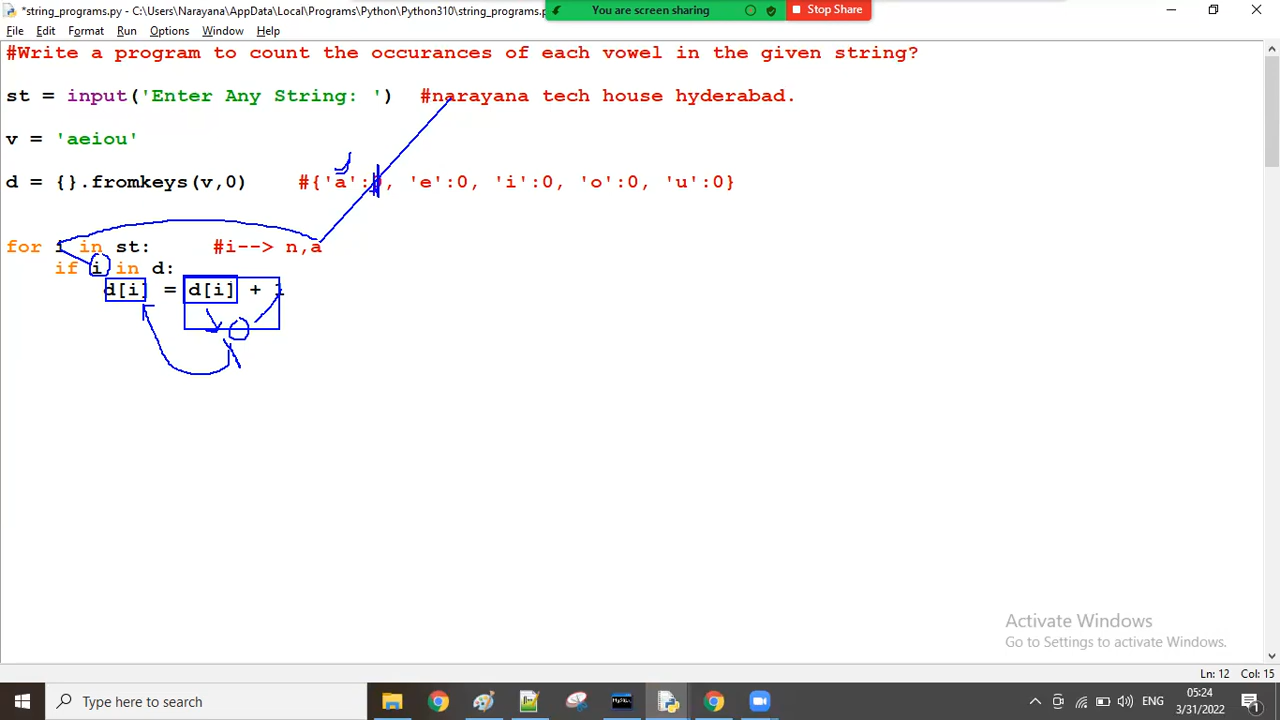 *string_programs.py - C:\Users\Narayana\AppData\Local\Programs\Python\Python310\string_programs.p
You are screen sharing
Stop Share
File Edit Format Run Options Window Help
#Write a program to count the occurances of each vowel in the given string?
st = input('Enter Any String: ') #narayana tech house hyderabad.
v = 'aeiou'
d = {}.fromkeys(v,0) #{'a':0, 'e':0, 'i':0, 'o':0, 'u':0}
for i in st: #i--> n,a
if i in d:
d[i] = d[i] + 1
Activate Windows
Go to Settings to activate Windows.
Ln: 12 Col: 15
Type here to search
ENG
05:24
3/31/2022
1